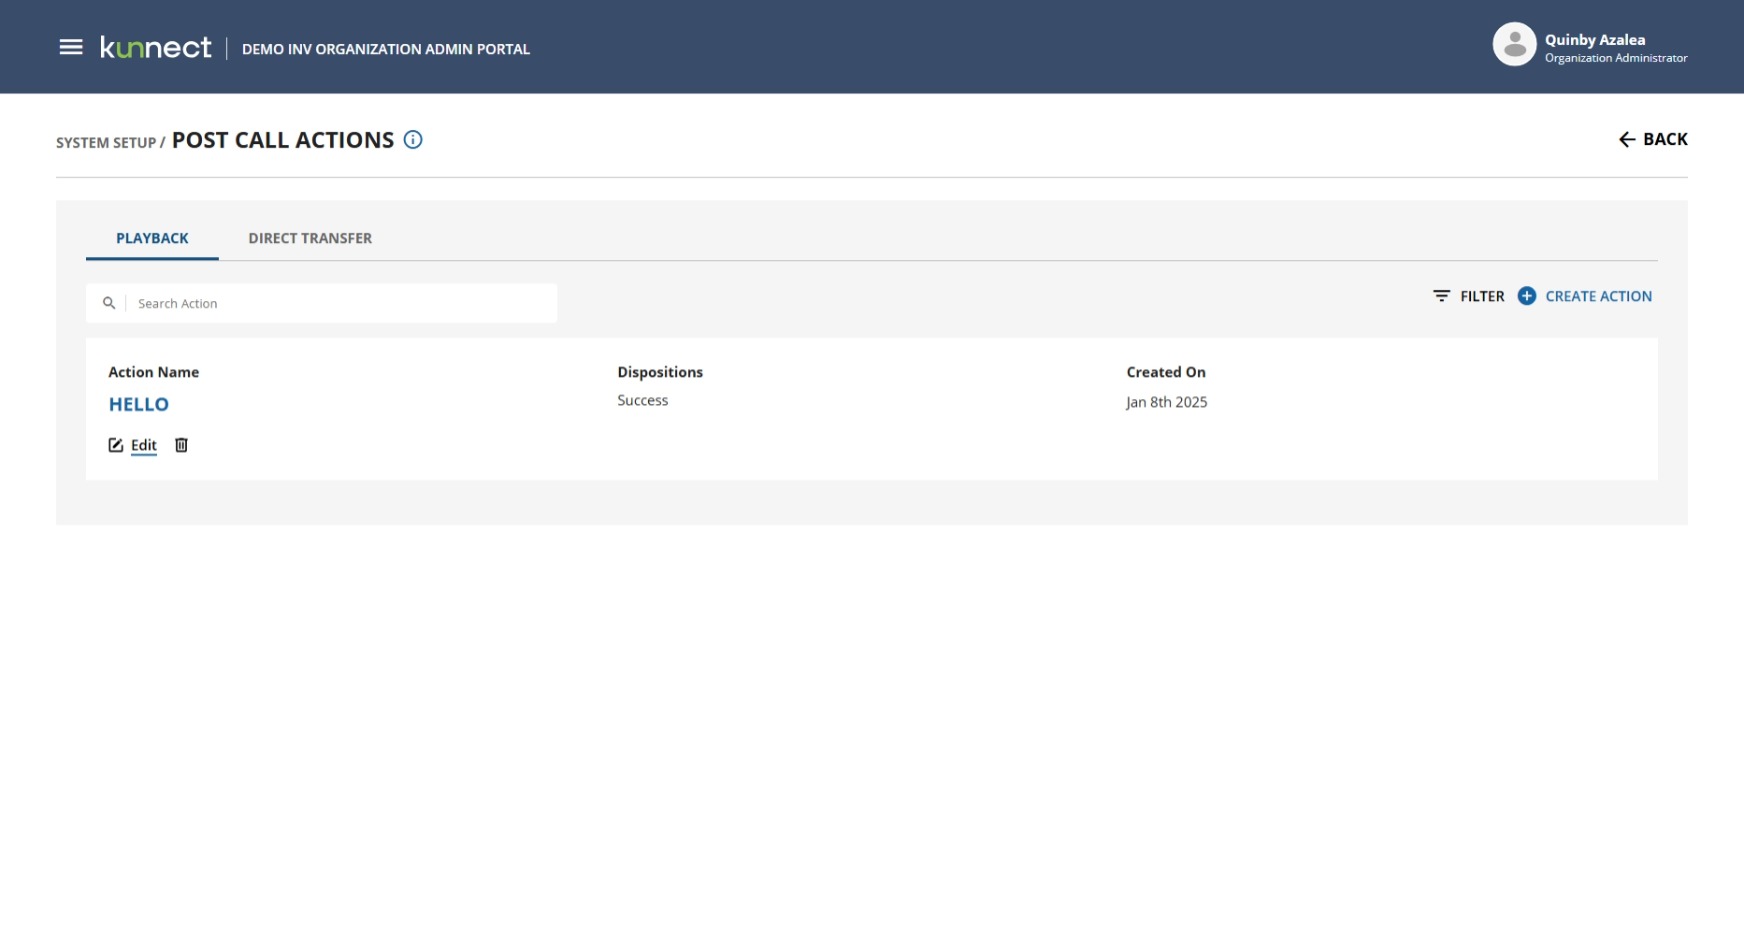 kunnect
DEMO INV ORGANIZATION ADMIN PORTAL
Quinby Azalea
Organization Administrator
SYSTEM SETUP / POST CALL ACTIONS
BACK
PLAYBACK
DIRECT TRANSFER
Search Action
FILTER
CREATE ACTION
Action Name
HELLO
Edit
Dispositions
Success
Created On
Jan 8th 2025